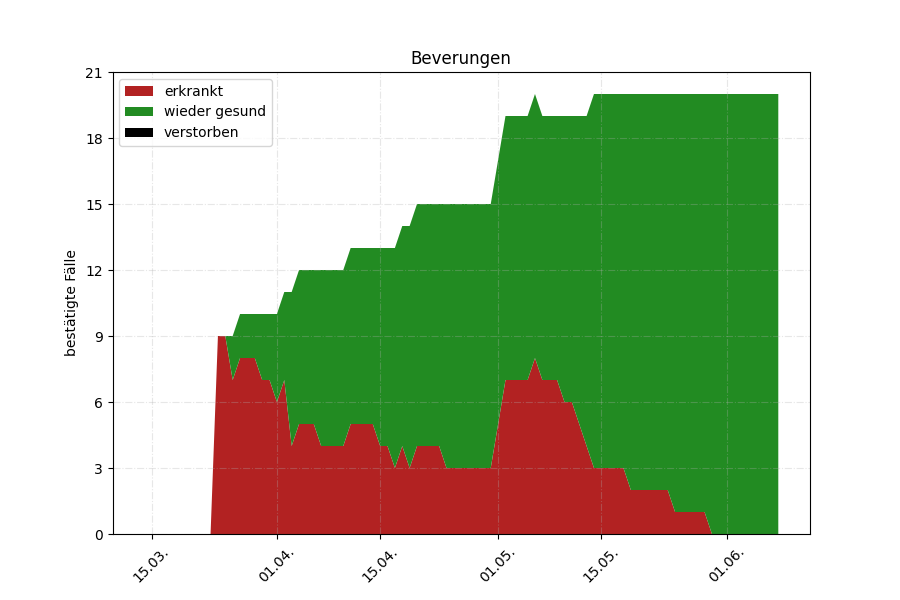 Beverungen
erkrankt
wieder gesund
verstorben
bestätigte Fälle
21
18
15
12
9
6
3
0
15.03.
01.04.
15.04.
01.05.
15.05.
01.06.